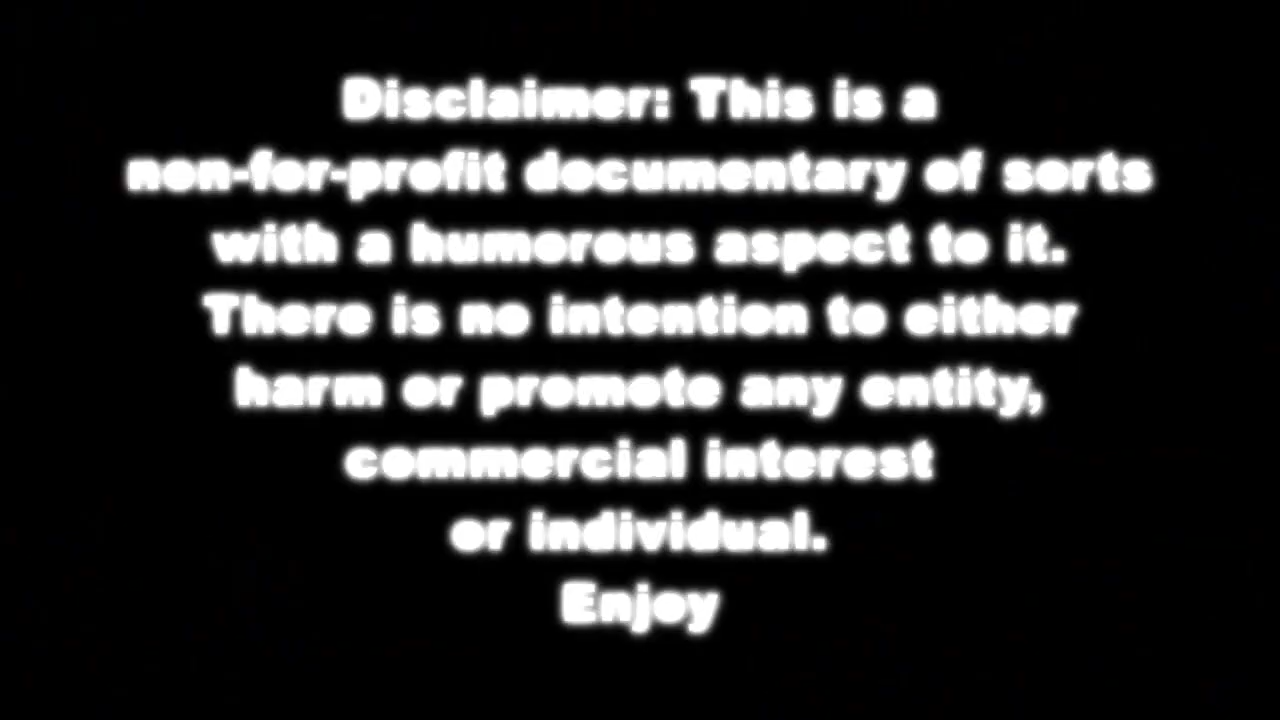 Disclaimer: This is a
non-for-profit documentary of sorts
with a humorous aspect to it.
There is no intention to either
harm or promote any entity,
commercial interest
or individual.
Enjoy